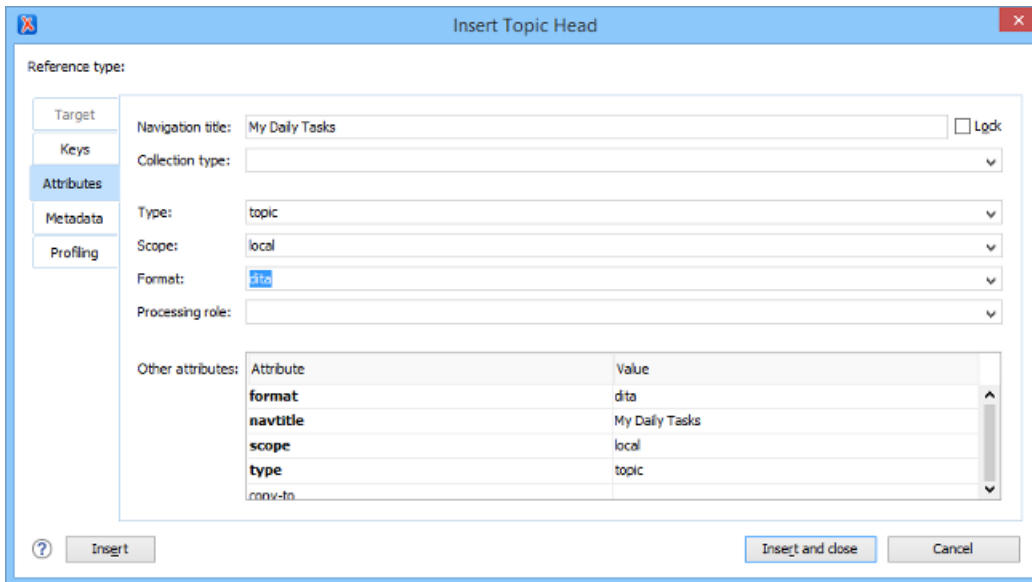 Insert Topic Head
Reference type:
Target
Keys
Attributes
Metadata
Profiling
Navigation title: My Daily Tasks Lock
Collection type:
Type: topic
Scope: local
Format: dita
Processing role:
Other attributes: Attribute Value
format dita
navtitle My Daily Tasks
scope local
type topic
copy-to
? Insert Insert and close Cancel